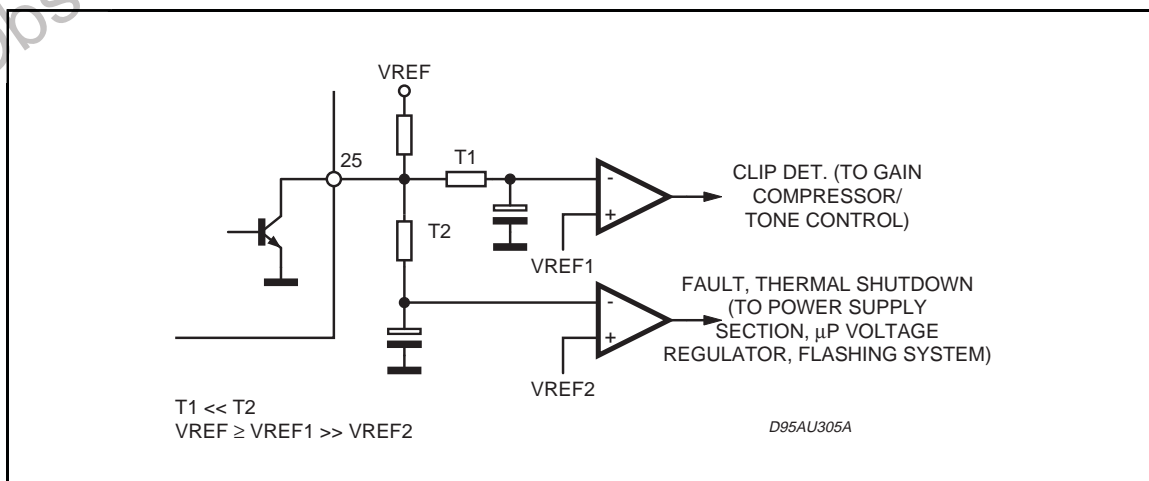 VREF
25
T1
T2
VREF1
CLIP DET. (TO GAIN
COMPRESSOR/
TONE CONTROL)
FAULT, THERMAL SHUTDOWN
(TO POWER SUPPLY
SECTION, µP VOLTAGE
REGULATOR, FLASHING SYSTEM)
VREF2
T1 << T2
VREF ≥ VREF1 >> VREF2
D95AU305A